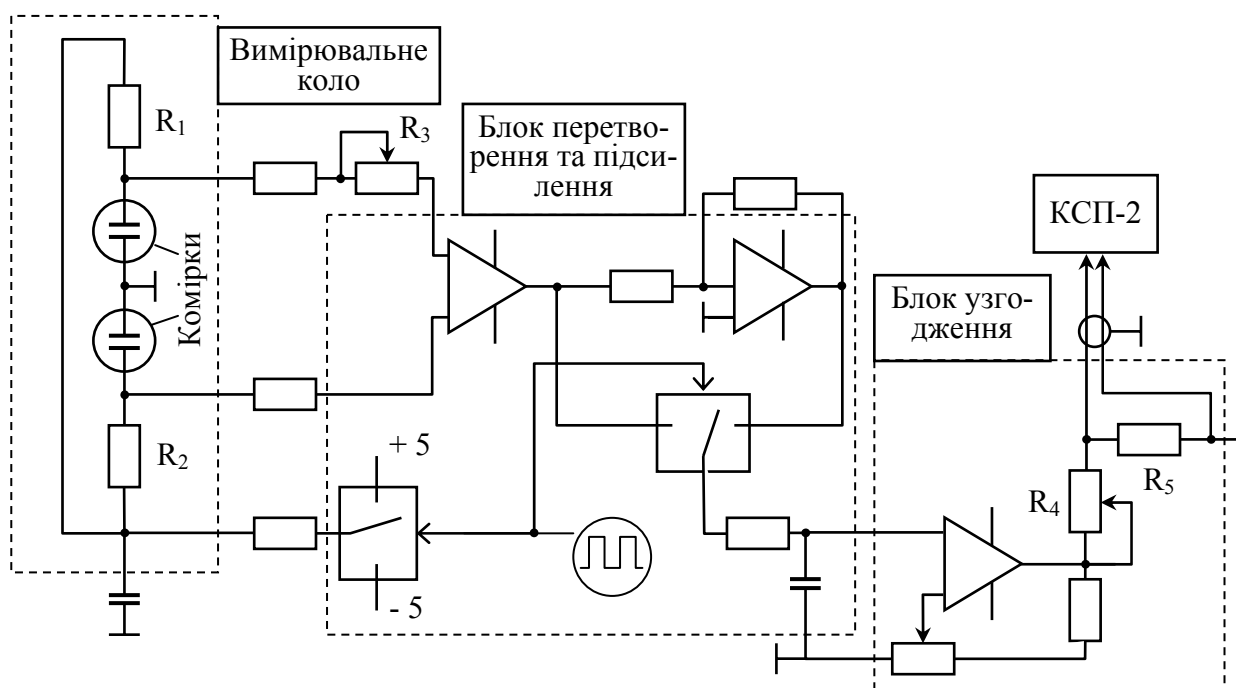 Вимірювальне
коло
R₁
R₃
Блок перетво-
рення та підси-
лення
КСП-2
Комірки
Блок узго-
дження
R₂
+ 5
- 5
R₄
R₅